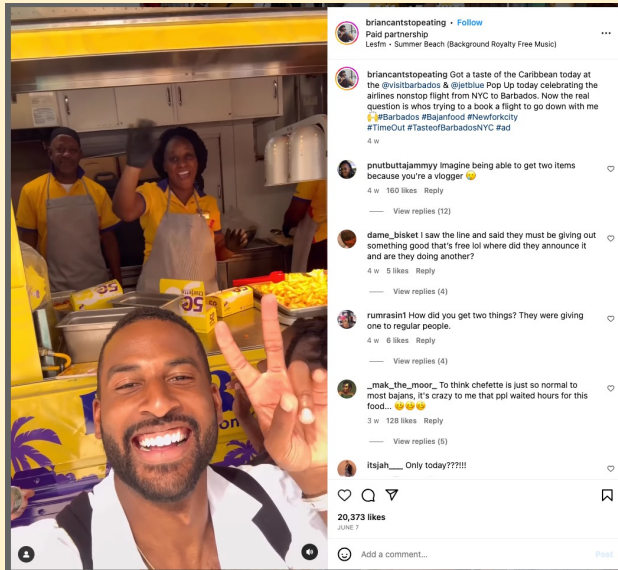 briancantstopeating • Follow
Paid partnership
Lesfm • Summer Beach (Background Royalty Free Music)
briancantstopeating Got a taste of the Caribbean today at
the @visitbarbados & @jetblue Pop Up today celebrating the
airlines nonstop flight from NYC to Barbados. Now the real
question is whos trying to a book a flight to go down with me
🙌#Barbados #Bajanfood #Newforkcity
#TimeOut #TasteofBarbadosNYC #ad
4 w
pnutbuttajammyy Imagine being able to get two items
because you're a vlogger 🥲
4 w 160 likes Reply
View replies (12)
dame_bisket I saw the line and said they must be giving out
something good that's free lol where did they announce it
and are they doing another?
4 w 5 likes Reply
View replies (4)
rumrasin1 How did you get two things? They were giving
one to regular people.
4 w 6 likes Reply
View replies (4)
_mak_the_moor_ To think chefette is just so normal to
most bajans, it's crazy to me that ppl waited hours for this
food... 😊😊😊
3 w 128 likes Reply
View replies (5)
itsjah____ Only today???!!!
20,373 likes
JUNE 7
Add a comment...
Post